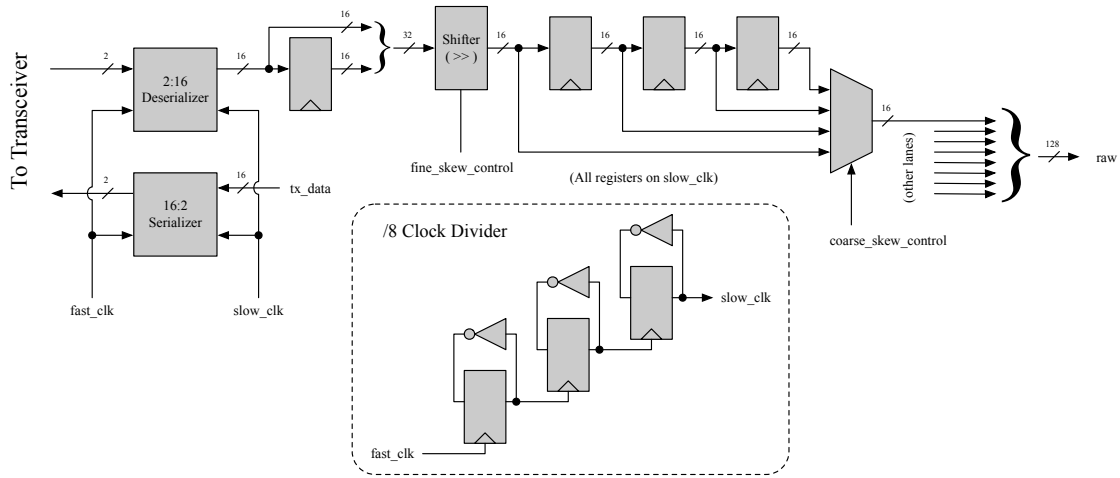 To Transceiver
2
2:16
Deserializer
16
16
16
32
Shifter
( >> )
16
16
16
16
fine_skew_control
(All registers on slow_clk)
16
(other lanes)
128
raw
coarse_skew_control
2
16:2
Serializer
16
tx_data
fast_clk
slow_clk
/8 Clock Divider
slow_clk
fast_clk